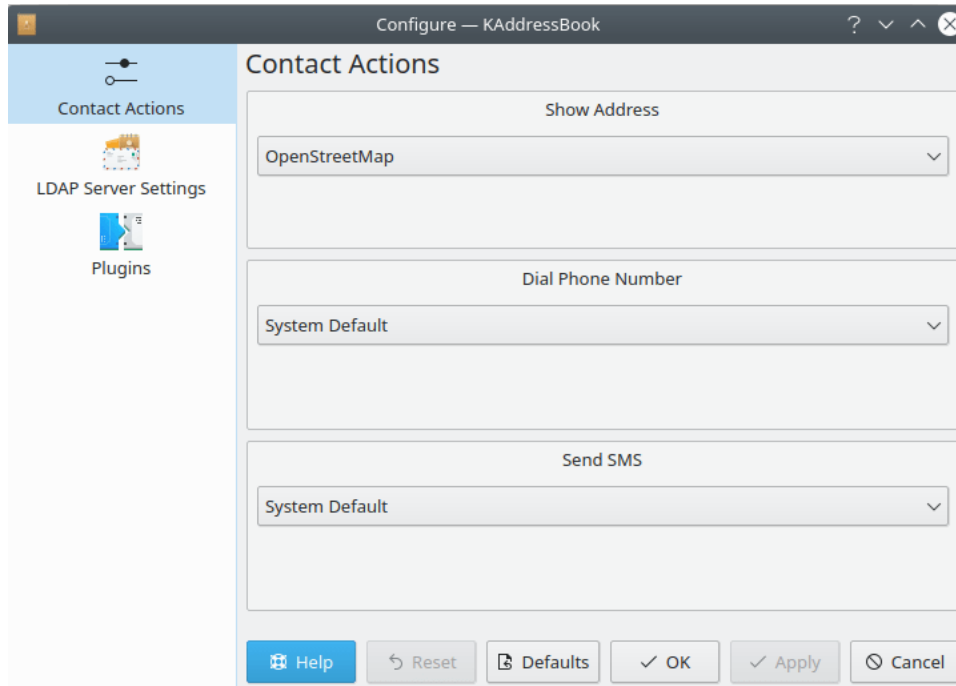 Configure — KAddressBook
Contact Actions
LDAP Server Settings
Plugins
Contact Actions
Show Address
OpenStreetMap
Dial Phone Number
System Default
Send SMS
System Default
Help Reset Defaults OK Apply Cancel